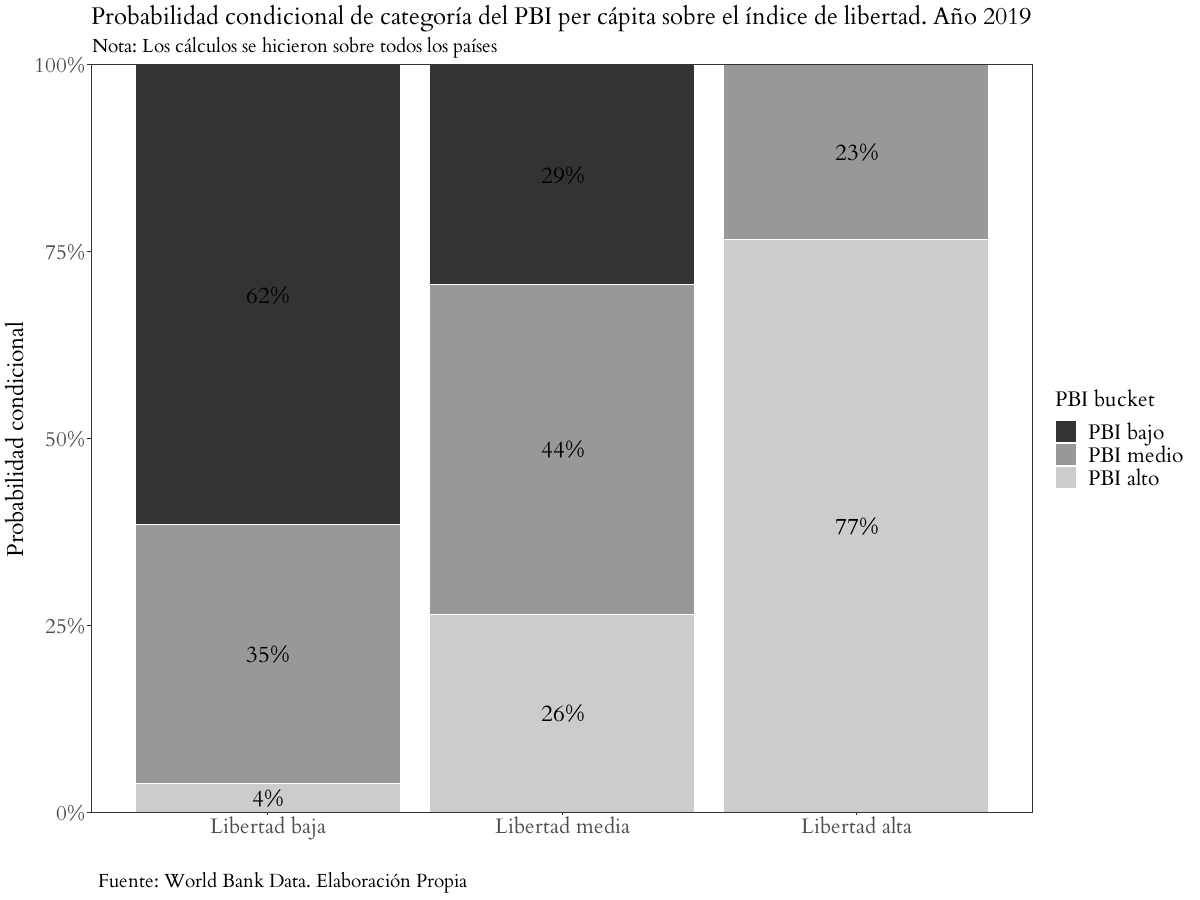 Probabilidad condicional de categoría del PBI per cápita sobre el índice de libertad. Año 2019
Nota: Los cálculos se hicieron sobre todos los países
Probabilidad condicional
100%
75%
50%
25%
0%
62%
35%
4%
29%
44%
26%
23%
77%
Libertad baja
Libertad media
Libertad alta
PBI bucket
PBI bajo
PBI medio
PBI alto
Fuente: World Bank Data. Elaboración Propia